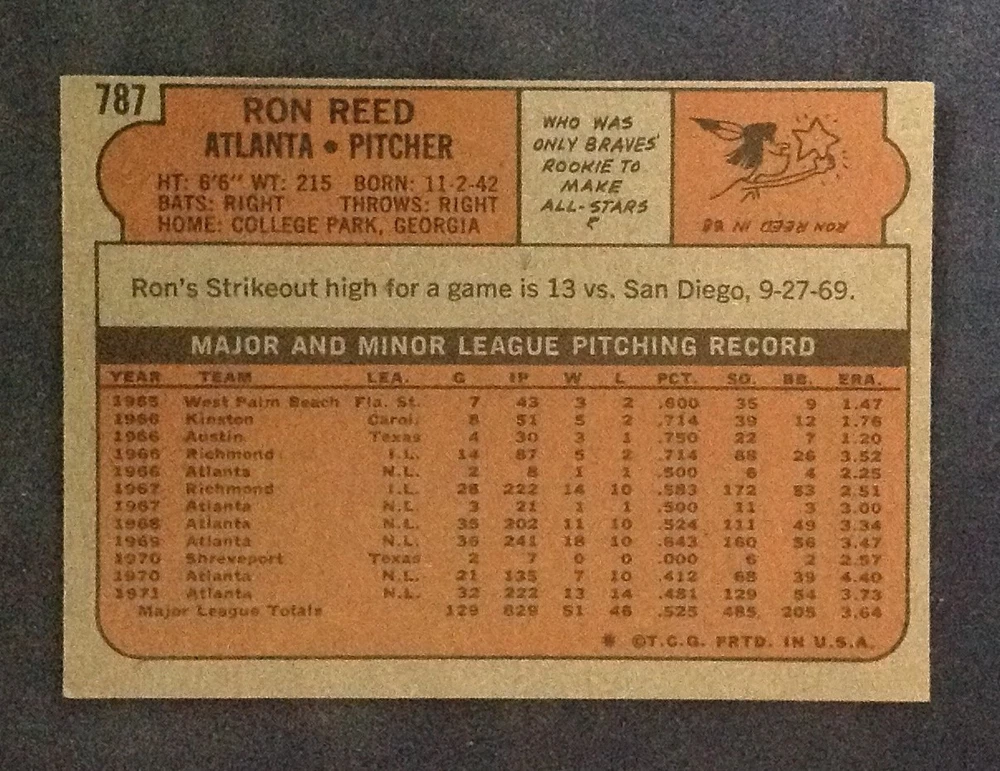 787
RON REED
ATLANTA • PITCHER
HT: 6'6" WT: 215 BORN: 11-2-42
BATS: RIGHT THROWS: RIGHT
HOME: COLLEGE PARK, GEORGIA
WHO WAS
ONLY BRAVES'
ROOKIE TO
MAKE
ALL-STARS
?
RON REED IN '68
Ron's Strikeout high for a game is 13 vs. San Diego, 9-27-69.
MAJOR AND MINOR LEAGUE PITCHING RECORD
YEAR TEAM LEA. G IP W L PCT. SO. BB. ERA.
1965 West Palm Beach Fla. St. 7 43 3 2 .600 35 9 1.47
1966 Kinston Carol. 8 51 5 2 .714 39 12 1.76
1966 Austin Texas 4 30 3 1 .750 22 7 1.20
1966 Richmond I.L. 14 87 5 2 .714 88 26 3.52
1966 Atlanta N.L. 2 8 1 1 .500 6 4 2.25
1967 Richmond I.L. 28 222 14 10 .583 172 53 2.51
1967 Atlanta N.L. 3 21 1 1 .500 11 3 3.00
1968 Atlanta N.L. 35 202 11 10 .524 111 49 3.34
1969 Atlanta N.L. 36 241 18 10 .643 160 56 3.47
1970 Shreveport Texas 2 7 0 0 .000 6 2 2.57
1970 Atlanta N.L. 21 135 7 10 .412 68 39 4.40
1971 Atlanta N.L. 32 222 13 14 .481 129 54 3.73
Major League Totals 129 829 51 46 .525 485 205 3.64
* ©T.C.G. PRTD. IN U.S.A.